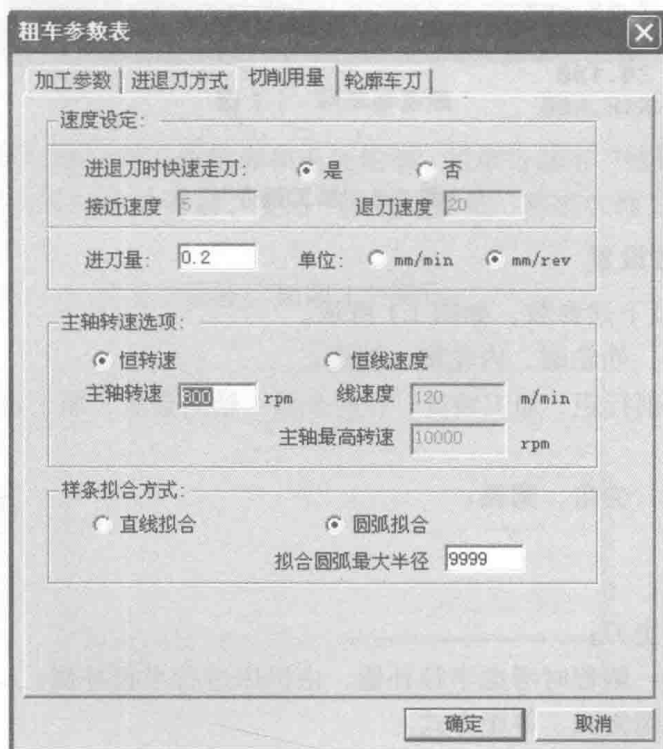 粗车参数表
加工参数 进退刀方式 切削用量 轮廓车刀
速度设定:
进退刀时快速走刀: 是 否
接近速度 5 退刀速度 20
进刀量: 0.2 单位: mm/min mm/rev
主轴转速选项:
恒转速 恒线速度
主轴转速 800 rpm 线速度 120 m/min
主轴最高转速 10000 rpm
样条拟合方式:
直线拟合 圆弧拟合
拟合圆弧最大半径 9999
确定 取消